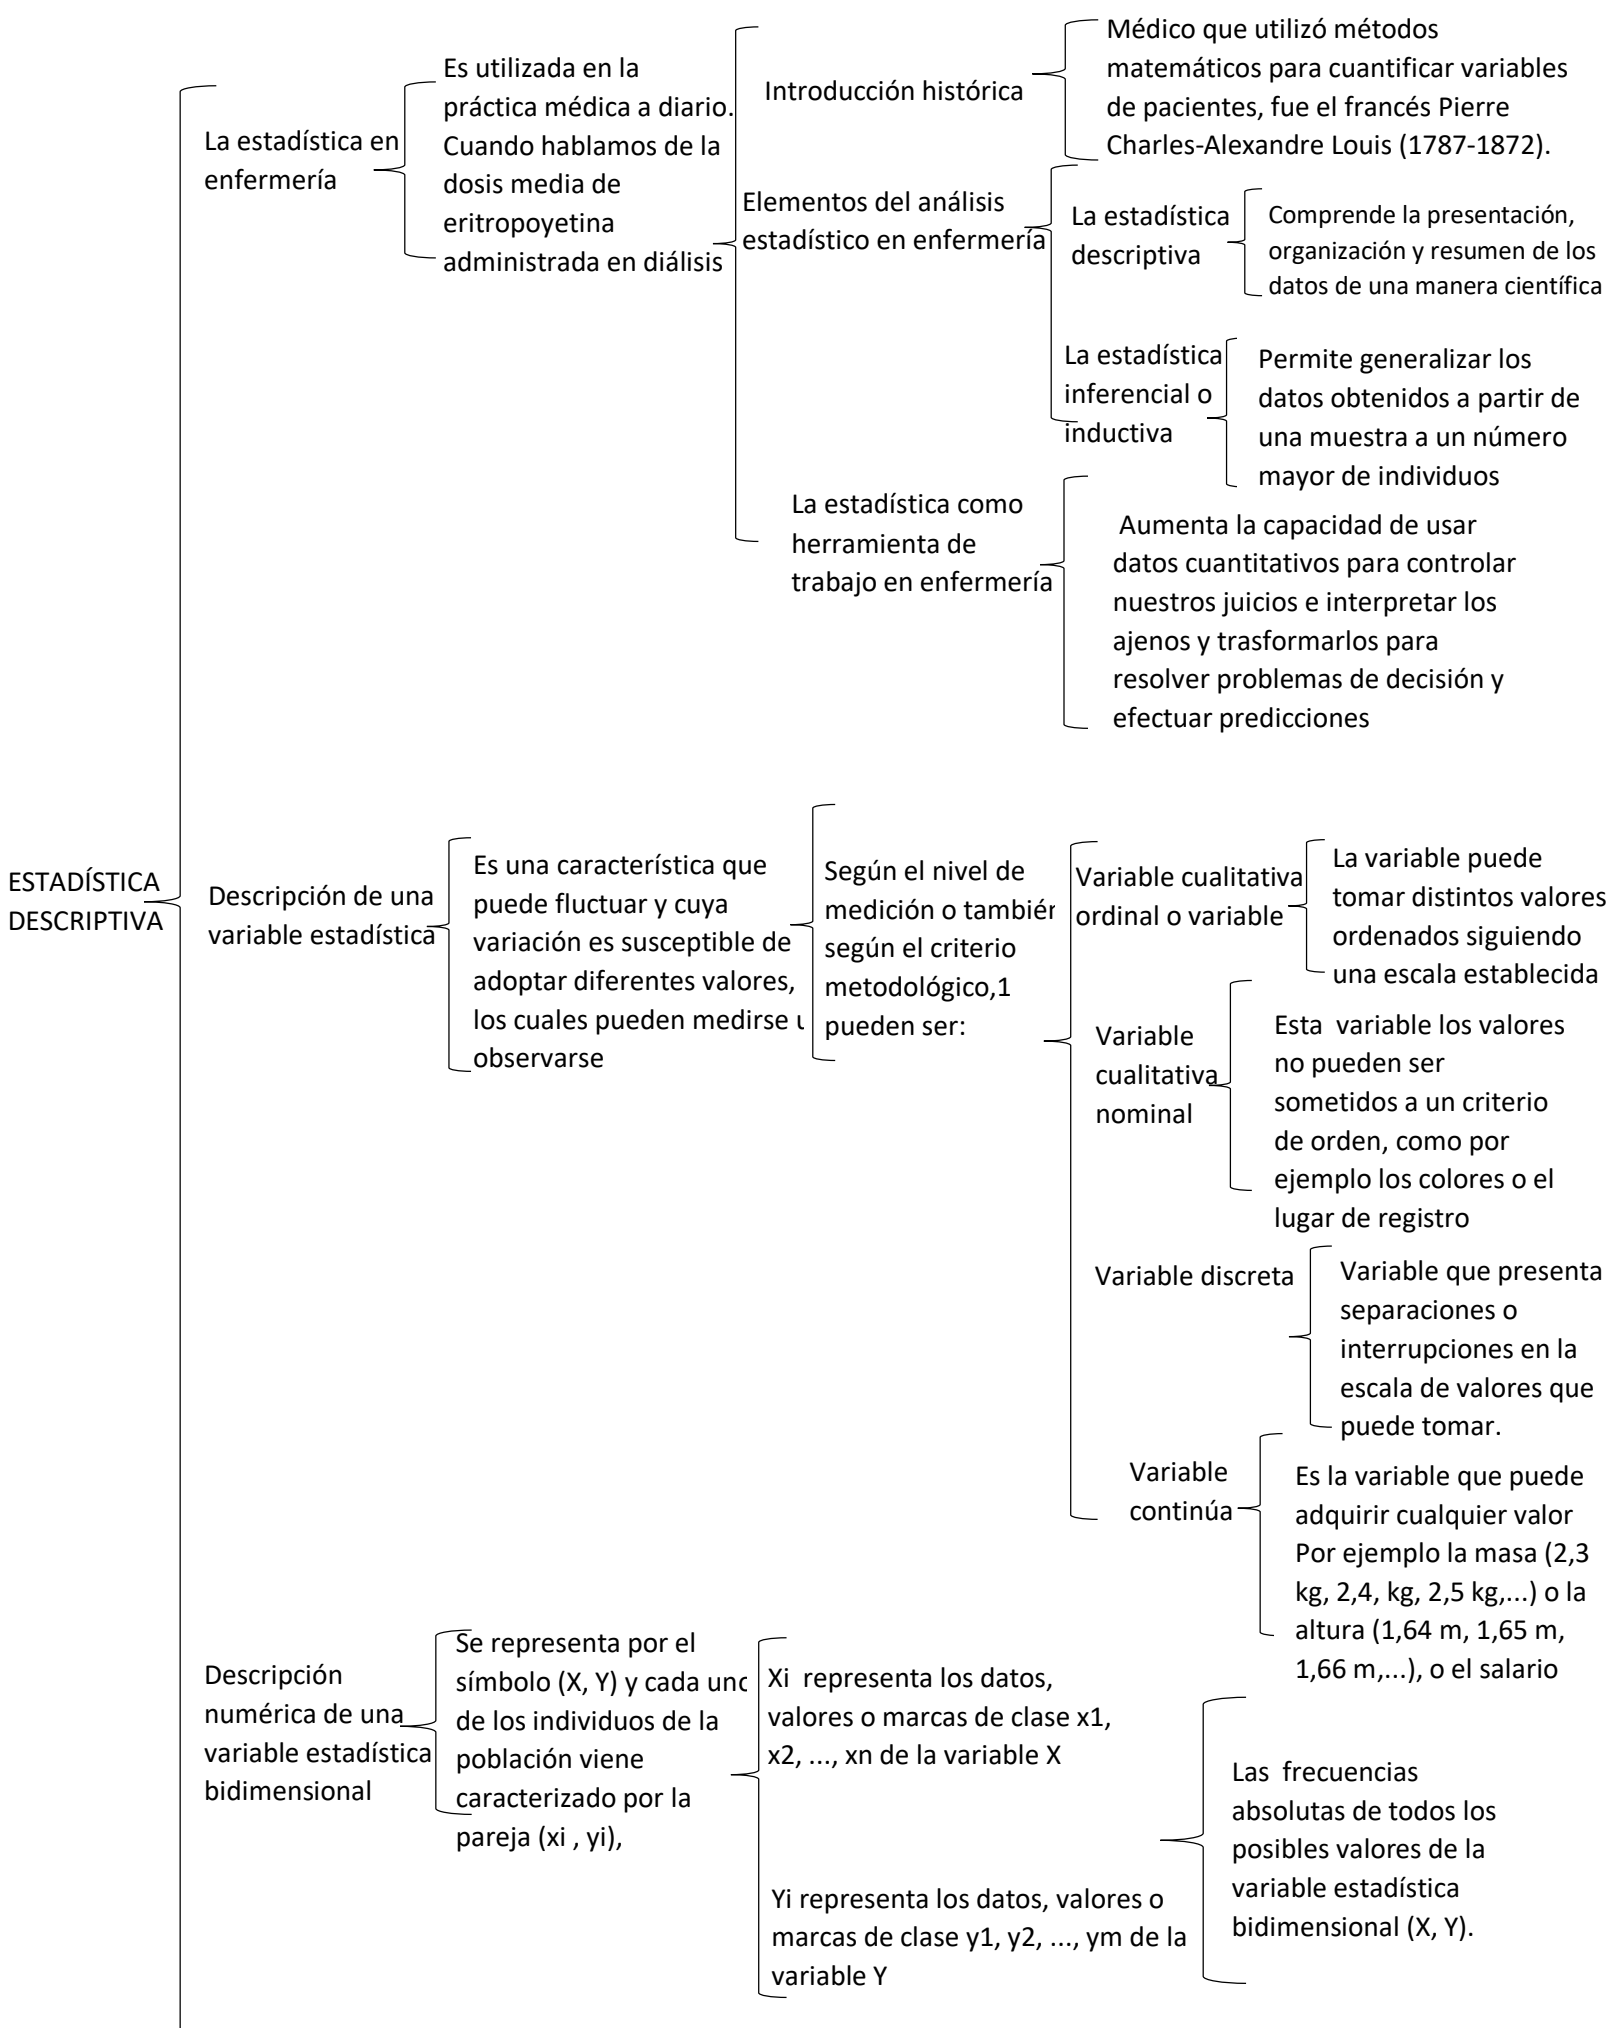 ESTADÍSTICA
DESCRIPTIVA
La estadística en
enfermería
Es utilizada en la
práctica médica a diario.
Cuando hablamos de la
dosis media de
eritropoyetina
administrada en diálisis
Introducción histórica
Médico que utilizó métodos
matemáticos para cuantificar variables
de pacientes, fue el francés Pierre
Charles-Alexandre Louis (1787-1872).
Elementos del análisis
estadístico en enfermería
La estadística
descriptiva
Comprende la presentación,
organización y resumen de los
datos de una manera científica
La estadística
inferencial o
inductiva
Permite generalizar los
datos obtenidos a partir de
una muestra a un número
mayor de individuos
La estadística como
herramienta de
trabajo en enfermería
Aumenta la capacidad de usar
datos cuantitativos para controlar
nuestros juicios e interpretar los
ajenos y trasformarlos para
resolver problemas de decisión y
efectuar predicciones
Descripción de una
variable estadística
Es una característica que
puede fluctuar y cuya
variación es susceptible de
adoptar diferentes valores,
los cuales pueden medirse u
observarse
Según el nivel de
medición o también
según el criterio
metodológico,1
pueden ser:
Variable cualitativa
ordinal o variable
La variable puede
tomar distintos valores
ordenados siguiendo
una escala establecida
Variable
cualitativa
nominal
Esta variable los valores
no pueden ser
sometidos a un criterio
de orden, como por
ejemplo los colores o el
lugar de registro
Variable discreta
Variable que presenta
separaciones o
interrupciones en la
escala de valores que
puede tomar.
Variable
continúa
Es la variable que puede
adquirir cualquier valor
Por ejemplo la masa (2,3
kg, 2,4, kg, 2,5 kg,...) o la
altura (1,64 m, 1,65 m,
1,66 m,...), o el salario
Descripción
numérica de una
variable estadística
bidimensional
Se representa por el
símbolo (X, Y) y cada uno
de los individuos de la
población viene
caracterizado por la
pareja (xi , yi),
Xi representa los datos,
valores o marcas de clase x1,
x2, ..., xn de la variable X
Yi representa los datos, valores o
marcas de clase y1, y2, ..., ym de la
variable Y
Las frecuencias
absolutas de todos los
posibles valores de la
variable estadística
bidimensional (X, Y).